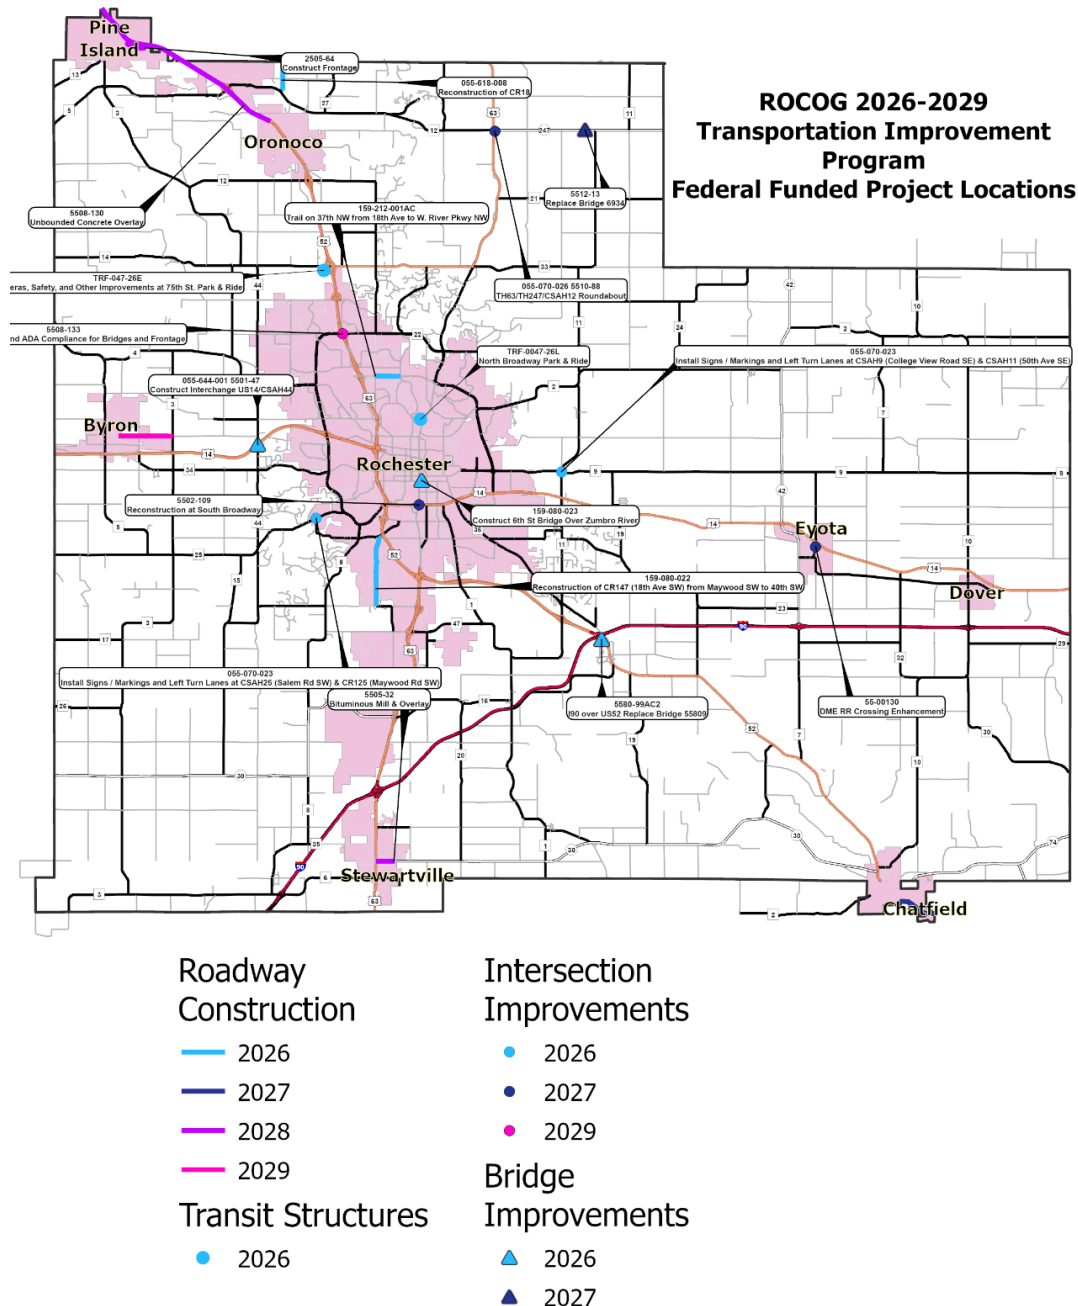 ROCOG 2026-2029
Transportation Improvement
Program
Federal Funded Project Locations
Pine
Island
2505-64
Construct Frontage
055-618-008
Reconstruction of CR18
Oronoco
5508-130
Unbounded Concrete Overlay
159-212-001AC
Trail on 37th NW from 18th Ave to W. River Pkwy NW
5512-13
Replace Bridge 6934
TRF-047-26E
eras, Safety, and Other Improvements at 75th St. Park & Ride
055-070-026 5510-88
TH63/TH247/CSAH12 Roundabout
5508-133
nd ADA Compliance for Bridges and Frontage
TRF-0047-26L
North Broadway Park & Ride
055-070-023
Install Signs / Markings and Left Turn Lanes at CSAH9 (College View Road SE) & CSAH11 (50th Ave SE)
055-644-001 5501-47
Construct Interchange US14/CSAH44
Byron
Rochester
5502-109
Reconstruction at South Broadway
159-080-023
Construct 6th St Bridge Over Zumbro River
Eyota
159-080-022
Reconstruction of CR147 (18th Ave SW) from Maywood SW to 40th SW
Dover
055-070-023
Install Signs / Markings and Left Turn Lanes at CSAH25 (Salem Rd SW) & CR125 (Maywood Rd SW)
5505-32
Bituminous Mill & Overlay
5580-99AC2
I90 over US52 Replace Bridge 55809
55-00130
DME RR Crossing Enhancement
Stewartville
Chatfield
Roadway
Construction
2026
2027
2028
2029
Transit Structures
2026
Intersection
Improvements
2026
2027
2029
Bridge
Improvements
2026
2027